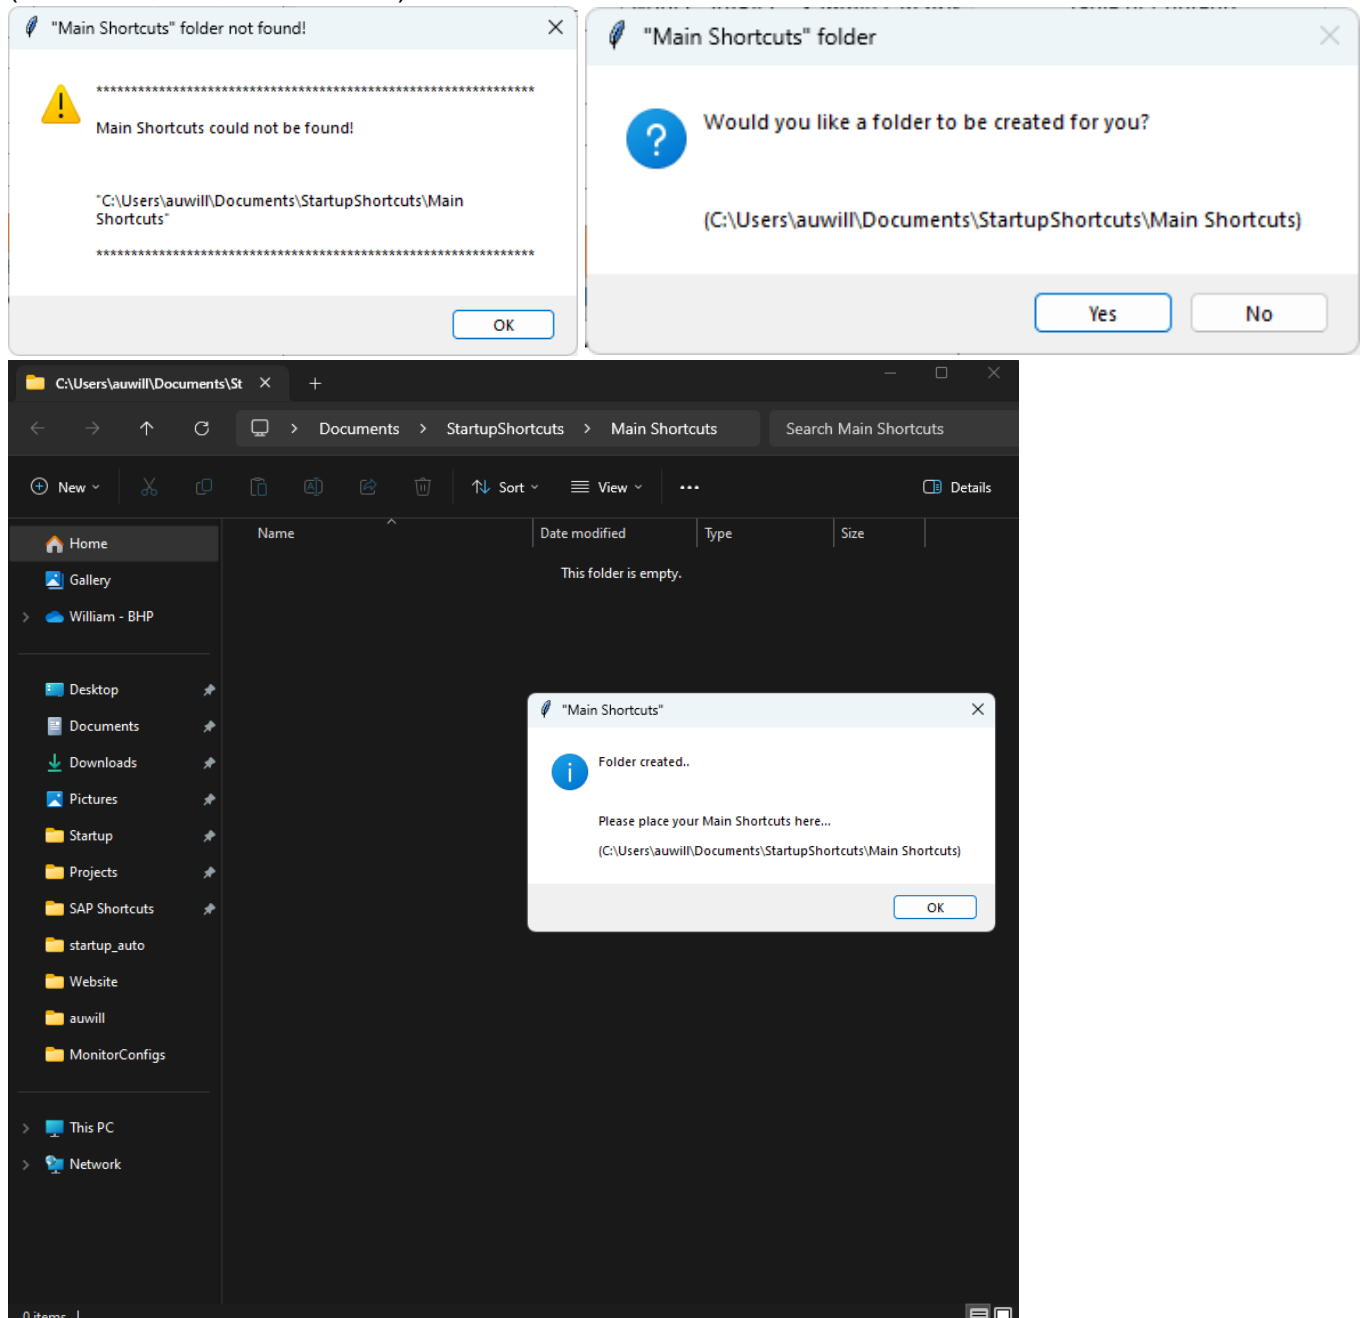 "Main Shortcuts" folder not found!
****************************************************************
Main Shortcuts could not be found!
"C:\Users\auwill\Documents\StartupShortcuts\Main
Shortcuts"
****************************************************************
OK
"Main Shortcuts" folder
Would you like a folder to be created for you?
(C:\Users\auwill\Documents\StartupShortcuts\Main Shortcuts)
Yes No
C:\Users\auwill\Documents\St
Documents > StartupShortcuts > Main Shortcuts
Search Main Shortcuts
New
Sort
View
Details
Name
Date modified
Type
Size
This folder is empty.
Home
Gallery
William - BHP
Desktop
Documents
Downloads
Pictures
Startup
Projects
SAP Shortcuts
startup_auto
Website
auwill
MonitorConfigs
This PC
Network
"Main Shortcuts"
Folder created..
Please place your Main Shortcuts here...
(C:\Users\auwill\Documents\StartupShortcuts\Main Shortcuts)
OK
0 items